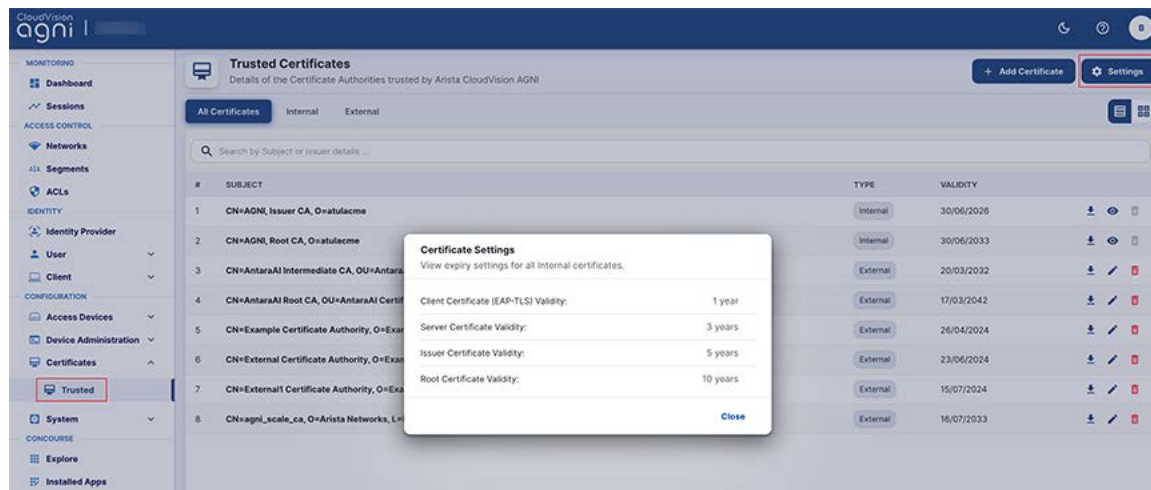 CloudVision
agni
B
MONITORING
Dashboard
Sessions
ACCESS CONTROL
Networks
Segments
ACLs
IDENTITY
Identity Provider
User
Client
CONFIGURATION
Access Devices
Device Administration
Certificates
Trusted
System
CONCOURSE
Explore
Installed Apps
Trusted Certificates
Details of the Certificate Authorities trusted by Arista CloudVision AGNI
+ Add Certificate
Settings
All Certificates Internal External
Search by Subject or Issuer details ...
# SUBJECT TYPE VALIDITY
1 CN=AGNI, Issuer CA, O=atulacme Internal 30/06/2026
2 CN=AGNI, Root CA, O=atulacme Internal 30/06/2033
3 CN=AntaraAI Intermediate CA, OU=Antara External 20/03/2032
4 CN=AntaraAI Root CA, OU=AntaraAI Certif External 17/03/2042
5 CN=Example Certificate Authority, O=Exa External 26/04/2024
6 CN=External Certificate Authority, O=Exa External 23/06/2024
7 CN=External1 Certificate Authority, O=Exa External 15/07/2024
8 CN=agni_scale_ca, O=Arista Networks, L= External 16/07/2033
Certificate Settings
View expiry settings for all Internal certificates.
Client Certificate (EAP-TLS) Validity: 1 year
Server Certificate Validity: 3 years
Issuer Certificate Validity: 5 years
Root Certificate Validity: 10 years
Close